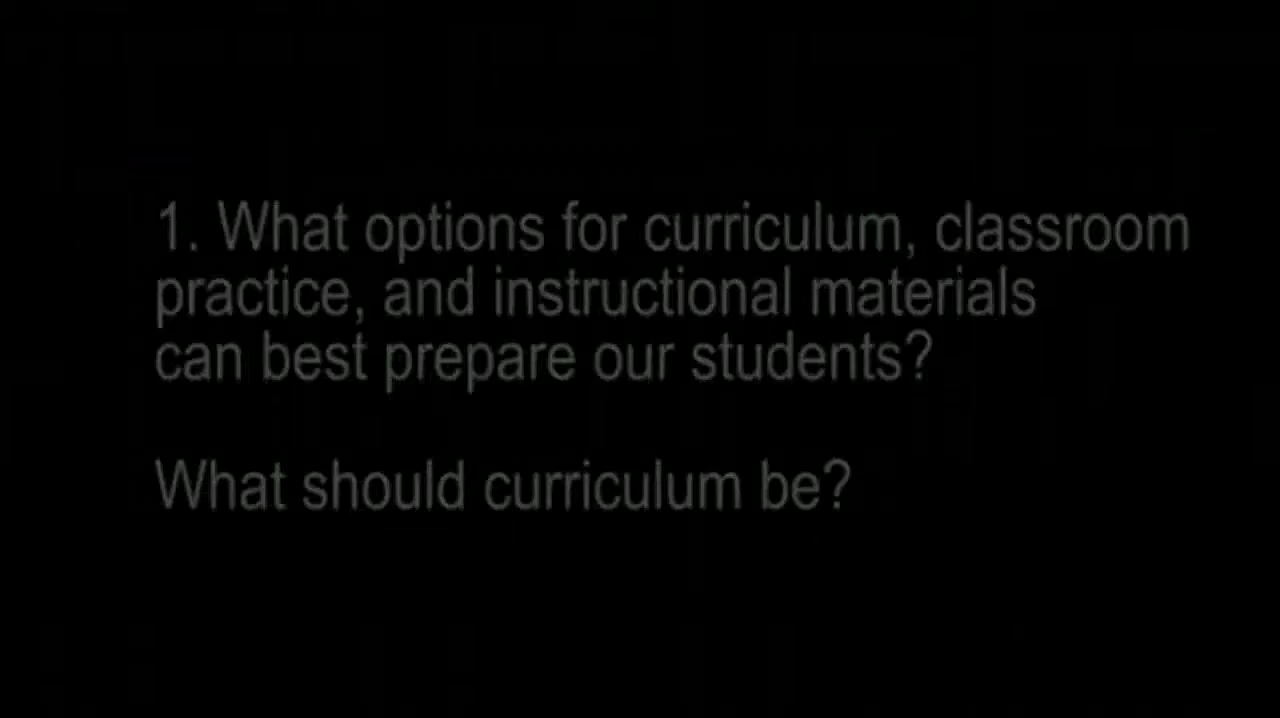 1. What options for curriculum, classroom
practice, and instructional materials
can best prepare our students?
What should curriculum be?